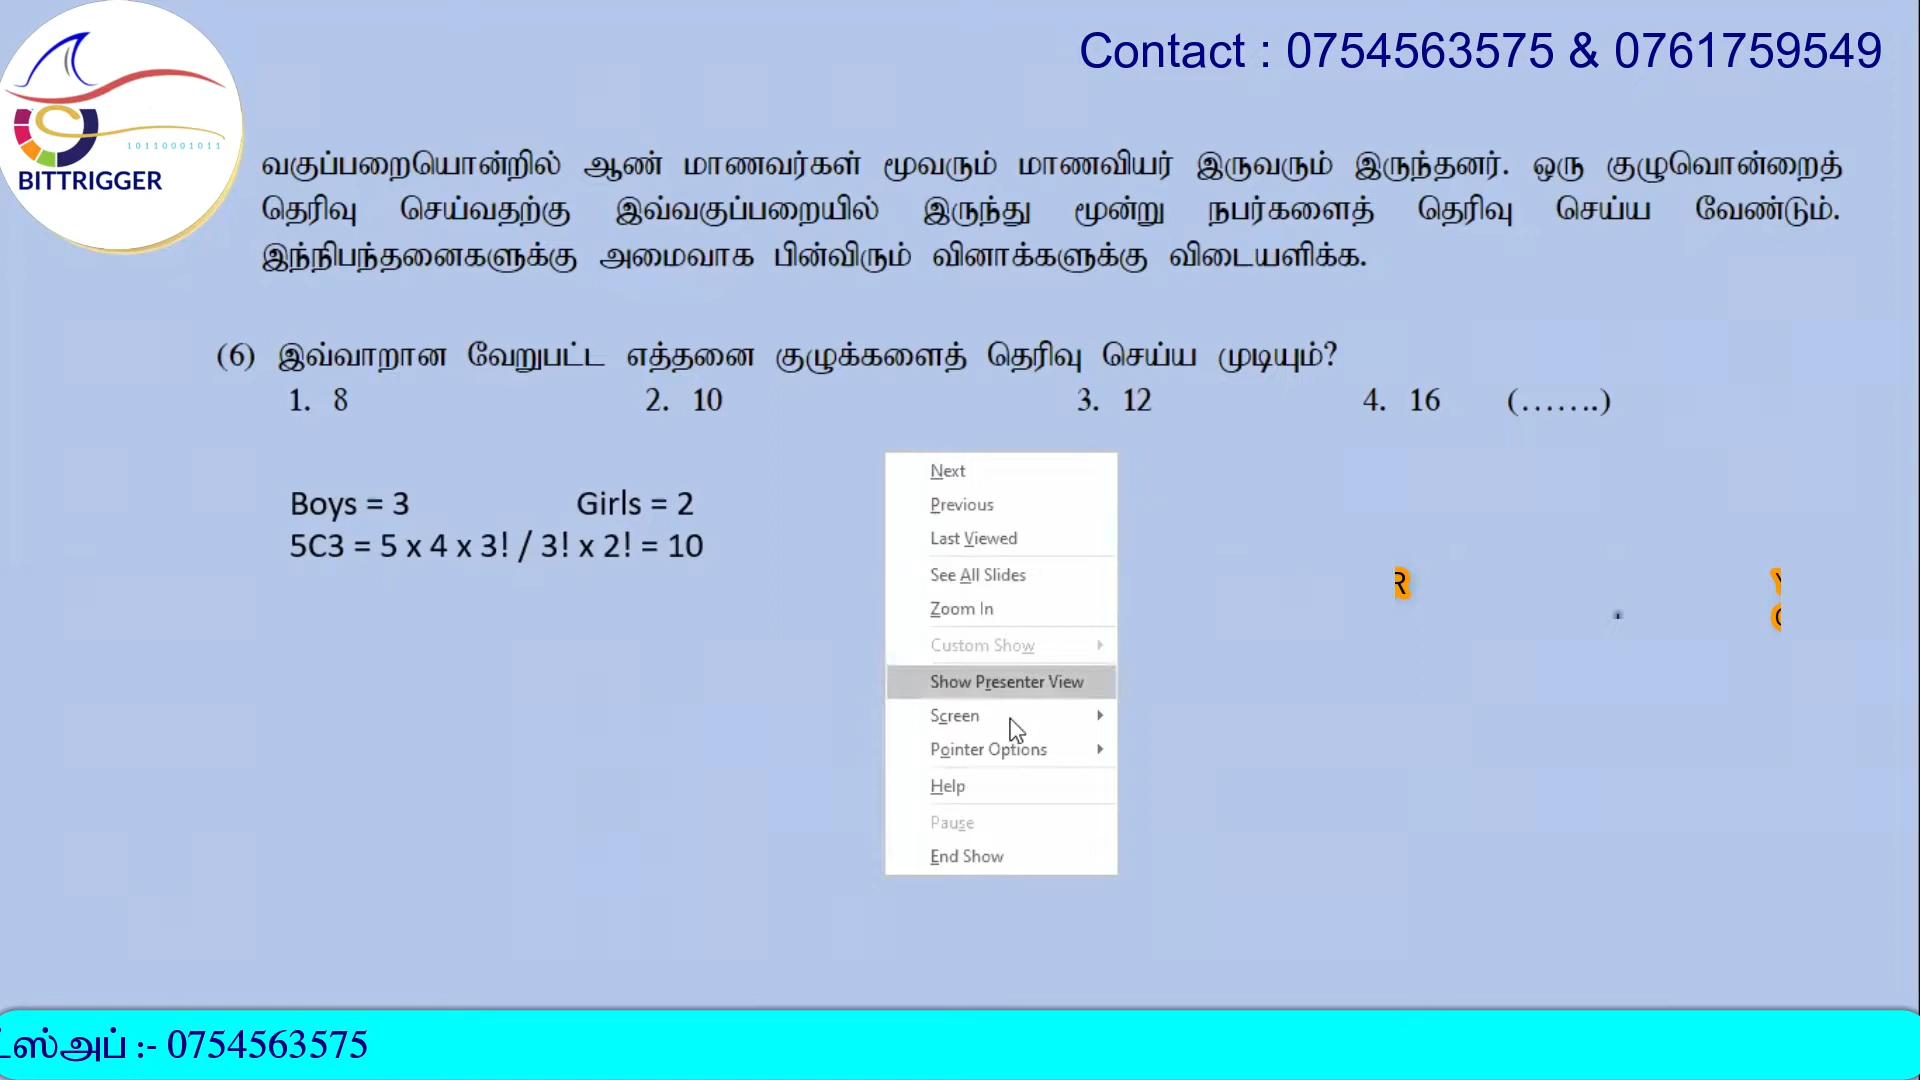 Contact : 0754563575 & 0761759549
10110001011
BITTRIGGER
வகுப்பறையொன்றில் ஆண் மாணவர்கள் மூவரும் மாணவியர் இருவரும் இருந்தனர். ஒரு குழுவொன்றைத்
தெரிவு செய்வதற்கு இவ்வகுப்பறையில் இருந்து மூன்று நபர்களைத் தெரிவு செய்ய வேண்டும்.
இந்நிபந்தனைகளுக்கு அமைவாக பின்விரும் வினாக்களுக்கு விடையளிக்க.
(6) இவ்வாறான வேறுபட்ட எத்தனை குழுக்களைத் தெரிவு செய்ய முடியும்?
1. 8 2. 10 3. 12 4. 16 (.......)
Boys = 3 Girls = 2
5C3 = 5 x 4 x 3! / 3! x 2! = 10
Next
Previous
Last Viewed
See All Slides
Zoom In
Custom Show
Show Presenter View
Screen
Pointer Options
Help
Pause
End Show
R
ஸ்அப் :- 0754563575